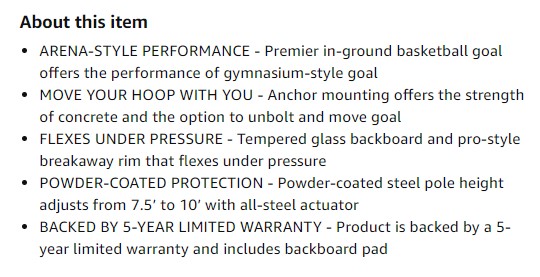 About this item
• ARENA-STYLE PERFORMANCE - Premier in-ground basketball goal
offers the performance of gymnasium-style goal
• MOVE YOUR HOOP WITH YOU - Anchor mounting offers the strength
of concrete and the option to unbolt and move goal
• FLEXES UNDER PRESSURE - Tempered glass backboard and pro-style
breakaway rim that flexes under pressure
• POWDER-COATED PROTECTION - Powder-coated steel pole height
adjusts from 7.5’ to 10’ with all-steel actuator
• BACKED BY 5-YEAR LIMITED WARRANTY - Product is backed by a 5-
year limited warranty and includes backboard pad